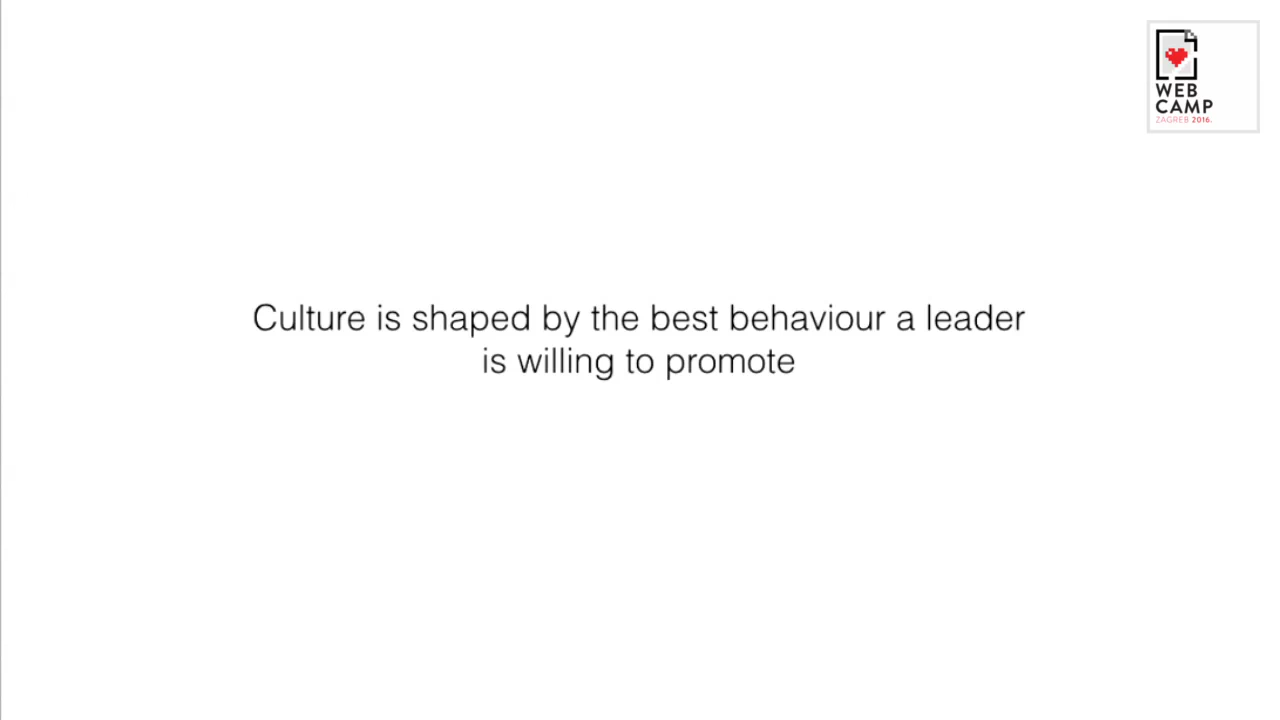 WEB
CAMP
ZAGREB 2016.
Culture is shaped by the best behaviour a leader
is willing to promote